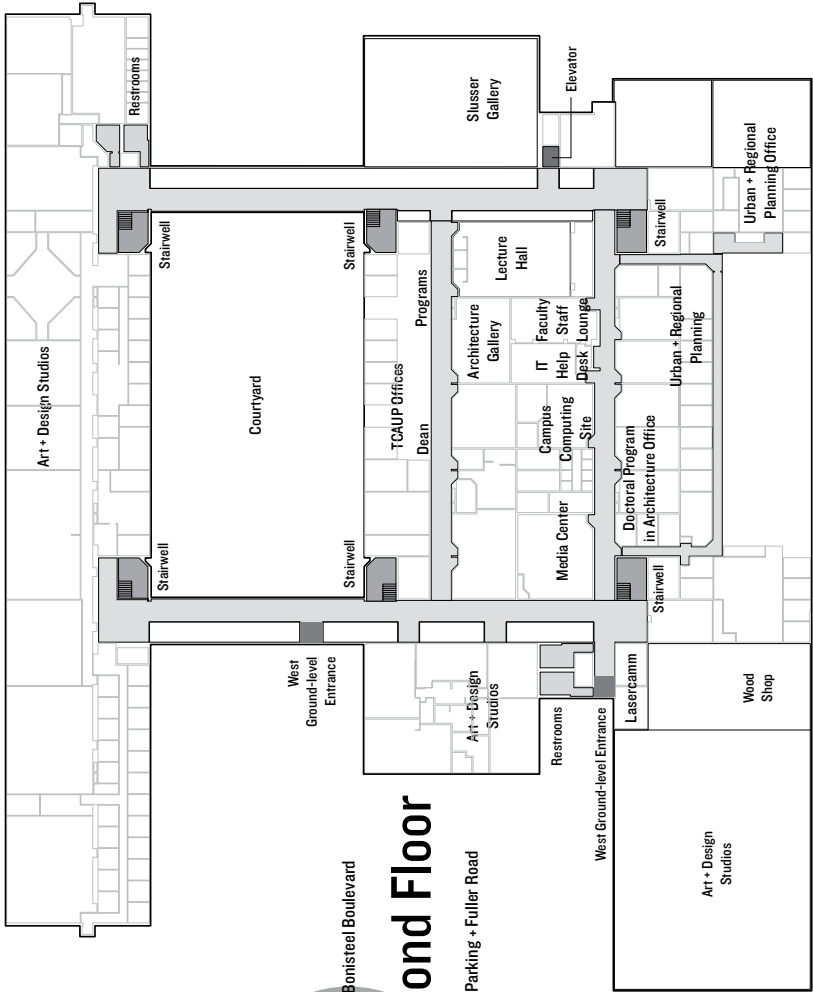 Art + Design Studios
Restrooms
Stairwell
Stairwell
Courtyard
West
Ground-level
Entrance
Bonisteel Boulevard
Stairwell
Stairwell
TCAUP Offices
Dean
Programs
ond Floor
Parking + Fuller Road
Art + Design
Studios
Architecture
Gallery
Slusser
Gallery
Lecture
Hall
Restrooms
Media Center
Campus
Computing
Site
IT
Help
Desk
Faculty
Staff
Lounge
Elevator
West Ground-level Entrance
Lasercamm
Stairwell
Stairwell
Doctoral Program
in Architecture Office
Urban + Regional
Planning
Art + Design
Studios
Wood
Shop
Urban + Regional
Planning Office